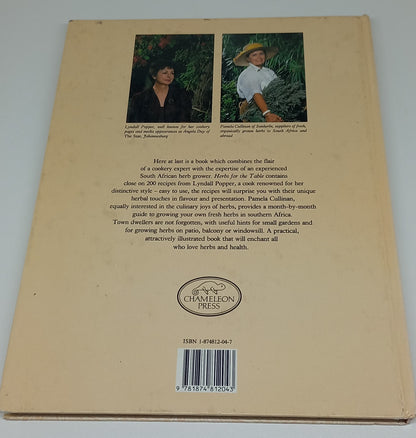 Lyndall Popper, well known for her cookery
pages and media appearances as Angela Day of
The Star, Johannesburg
Pamela Cullinan of Sunherbs, suppliers of fresh,
organically grown herbs to South Africa and
abroad
Here at last is a book which combines the flair
of a cookery expert with the expertise of an experienced
South African herb grower. Herbs for the Table contains
close on 200 recipes from Lyndall Popper, a cook renowned for her
distinctive style - easy to use, the recipes will surprise you with their unique
herbal touches in flavour and presentation. Pamela Cullinan,
equally interested in the culinary joys of herbs, provides a month-by-month
guide to growing your own fresh herbs in southern Africa.
Town dwellers are not forgotten, with useful hints for small gardens and
for growing herbs on patio, balcony or windowsill. A practical,
attractively illustrated book that will enchant all
who love herbs and health.
CHAMELEON
PRESS
ISBN 1-874812-04-7
9 781874 812043